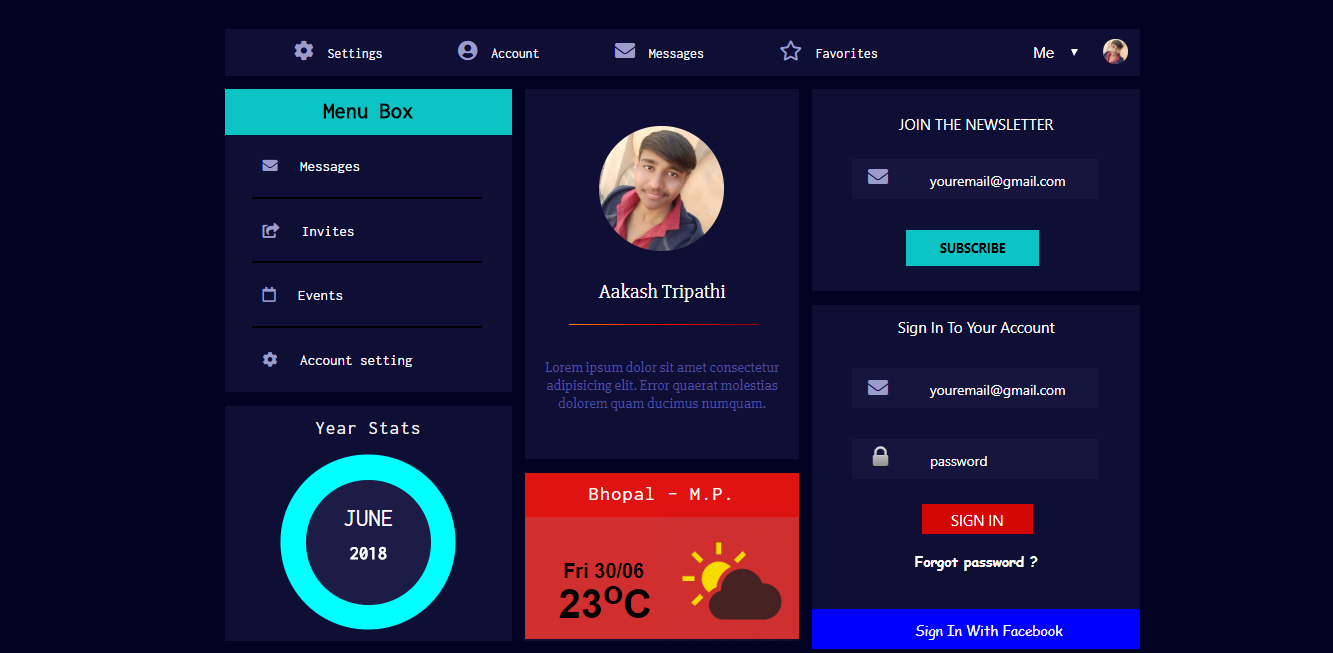 Settings
Account
Messages
Favorites
Me
Menu Box
Messages
Invites
Events
Account setting
Year Stats
JUNE
2018
Aakash Tripathi
Lorem ipsum dolor sit amet consectetur
adipisicing elit. Error quaerat molestias
dolorem quam ducimus numquam.
Bhopal - M.P.
Fri 30/06
23°C
JOIN THE NEWSLETTER
youremail@gmail.com
SUBSCRIBE
Sign In To Your Account
youremail@gmail.com
password
SIGN IN
Forgot password ?
Sign In With Facebook